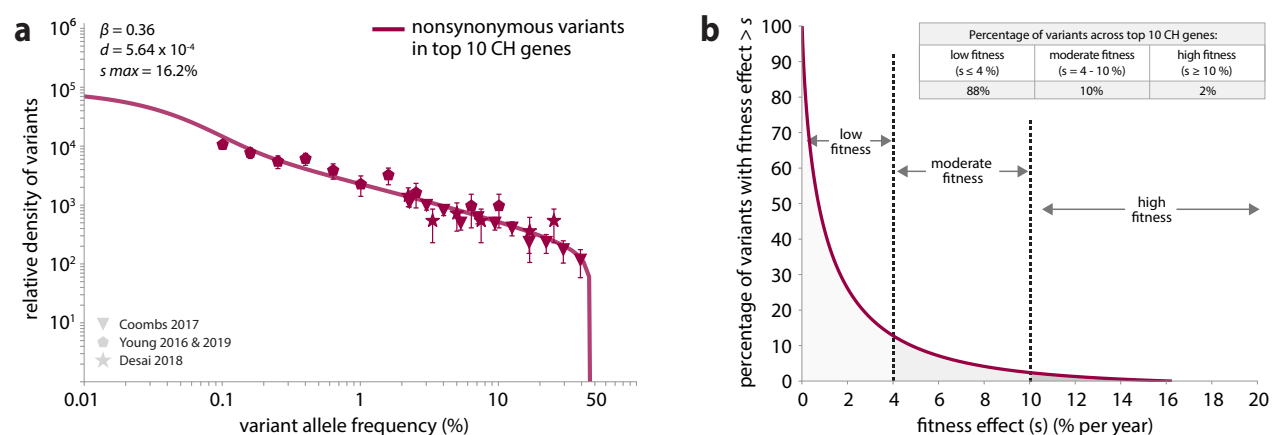 a
β = 0.36
d = 5.64 x 10-4
s max = 16.2%
nonsynonymous variants
in top 10 CH genes
relative density of variants
106
105
104
103
102
101
Coombs 2017
Young 2016 & 2019
Desai 2018
0.01
0.1
1
10
50
variant allele frequency (%)
b
percentage of variants with fitness effect > s
100
90
80
70
60
50
40
30
20
10
0
Percentage of variants across top 10 CH genes:
low fitness
(s ≤ 4 %)
moderate fitness
(s = 4 - 10 %)
high fitness
(s ≥ 10 %)
88%
10%
2%
low
fitness
moderate
fitness
high
fitness
0
2
4
6
8
10
12
14
16
18
20
fitness effect (s) (% per year)